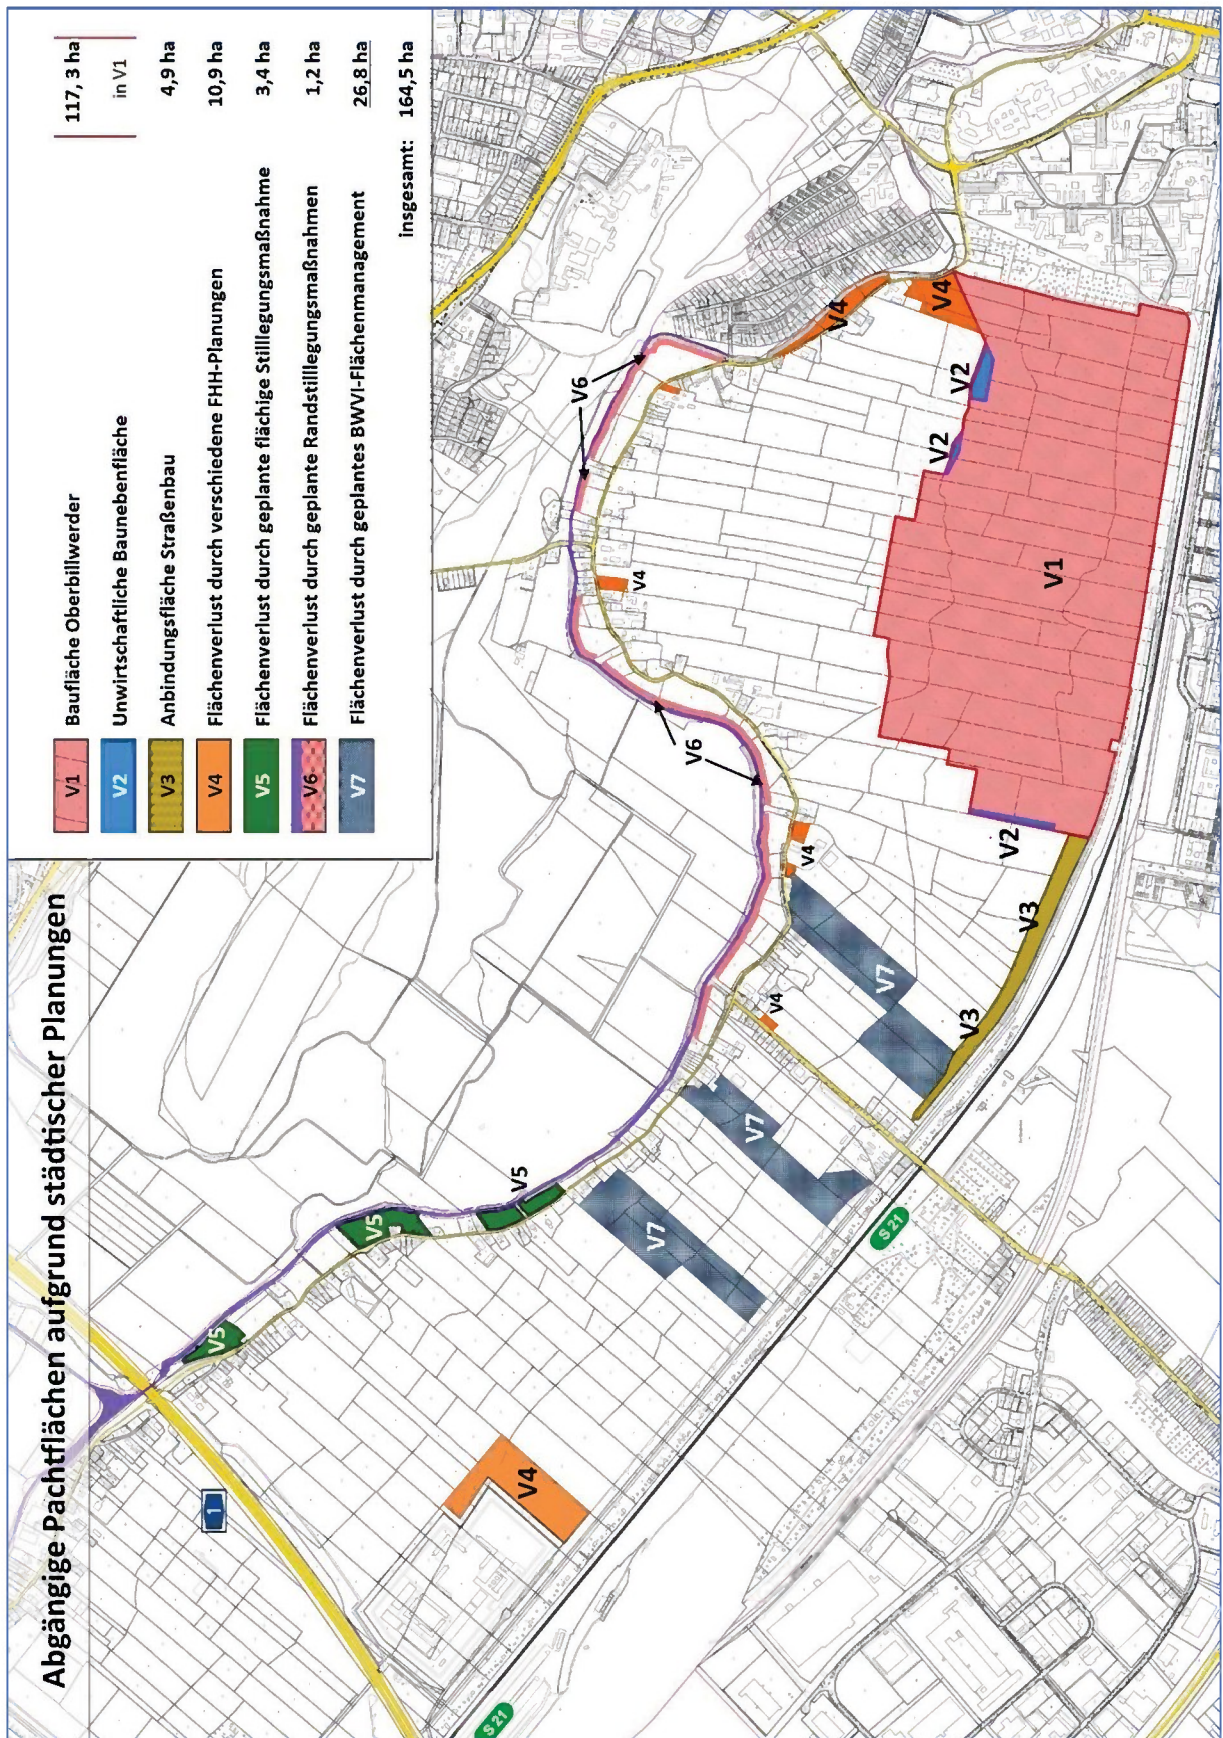 Abgängige Pachtflächen aufgrund städtischer Planungen
V1 Baufläche Oberbillwerder 117, 3 ha
V2 Unwirtschaftliche Baunebenfläche in V1
V3 Anbindungsfläche Straßenbau 4,9 ha
V4 Flächenverlust durch verschiedene FHH-Planungen 10,9 ha
V5 Flächenverlust durch geplante flächige Stilllegungsmaßnahme 3,4 ha
V6 Flächenverlust durch geplante Randstilllegungsmaßnahmen 1,2 ha
V7 Flächenverlust durch geplantes BWVI-Flächenmanagement 26,8 ha
insgesamt: 164,5 ha
1
V5
V5
V5
V6
V6
V4
V4
V4
V4
V4
V4
V7
V7
V7
V2
V2
V2
V3
V3
V1
S 21
S 21